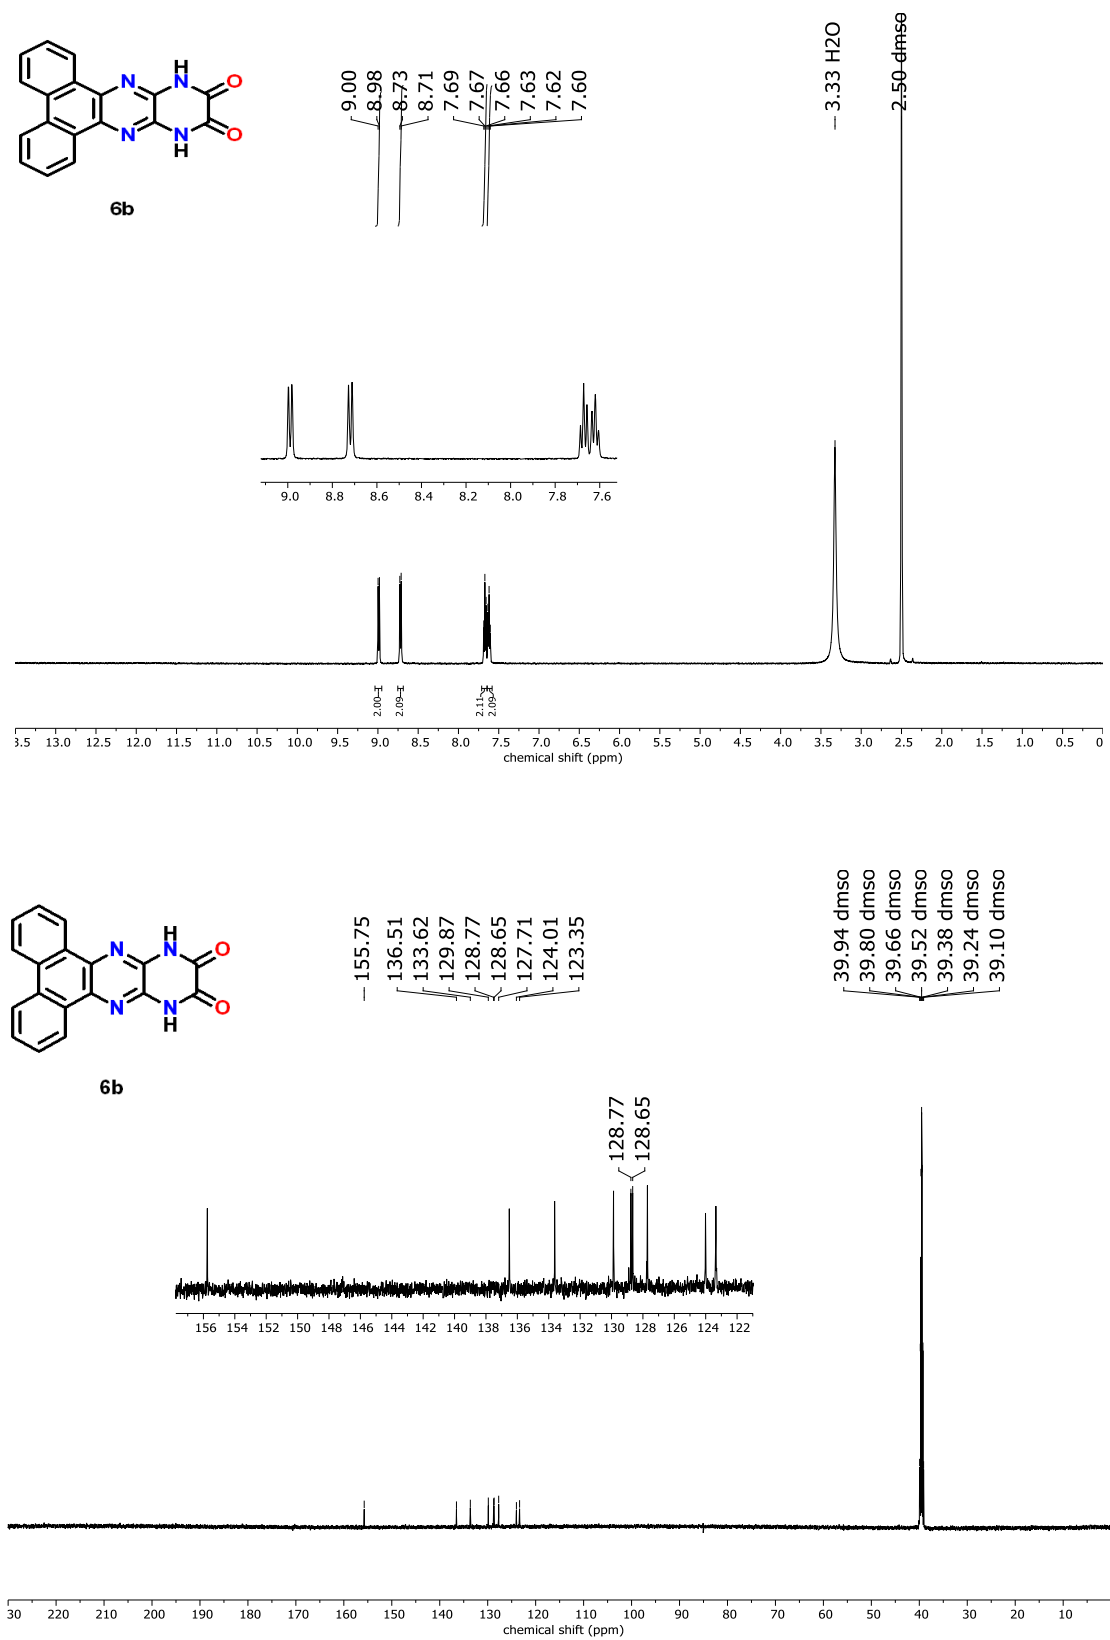 9.00
8.98
8.73
8.71
7.69
7.67
7.66
7.63
7.62
7.60
3.33 H2O
2.50 dmso
H
N
N
O
N
N
O
H
6b
9.0 8.8 8.6 8.4 8.2 8.0 7.8 7.6
2.00
2.09
2.11
2.09
3.5 13.0 12.5 12.0 11.5 11.0 10.5 10.0 9.5 9.0 8.5 8.0 7.5 7.0 6.5 6.0 5.5 5.0 4.5 4.0 3.5 3.0 2.5 2.0 1.5 1.0 0.5 0
chemical shift (ppm)
155.75
136.51
133.62
129.87
128.77
128.65
127.71
124.01
123.35
39.94 dmso
39.80 dmso
39.66 dmso
39.52 dmso
39.38 dmso
39.24 dmso
39.10 dmso
H
N
N
O
N
N
O
H
6b
128.77
128.65
156 154 152 150 148 146 144 142 140 138 136 134 132 130 128 126 124 122
30 220 210 200 190 180 170 160 150 140 130 120 110 100 90 80 70 60 50 40 30 20 10
chemical shift (ppm)